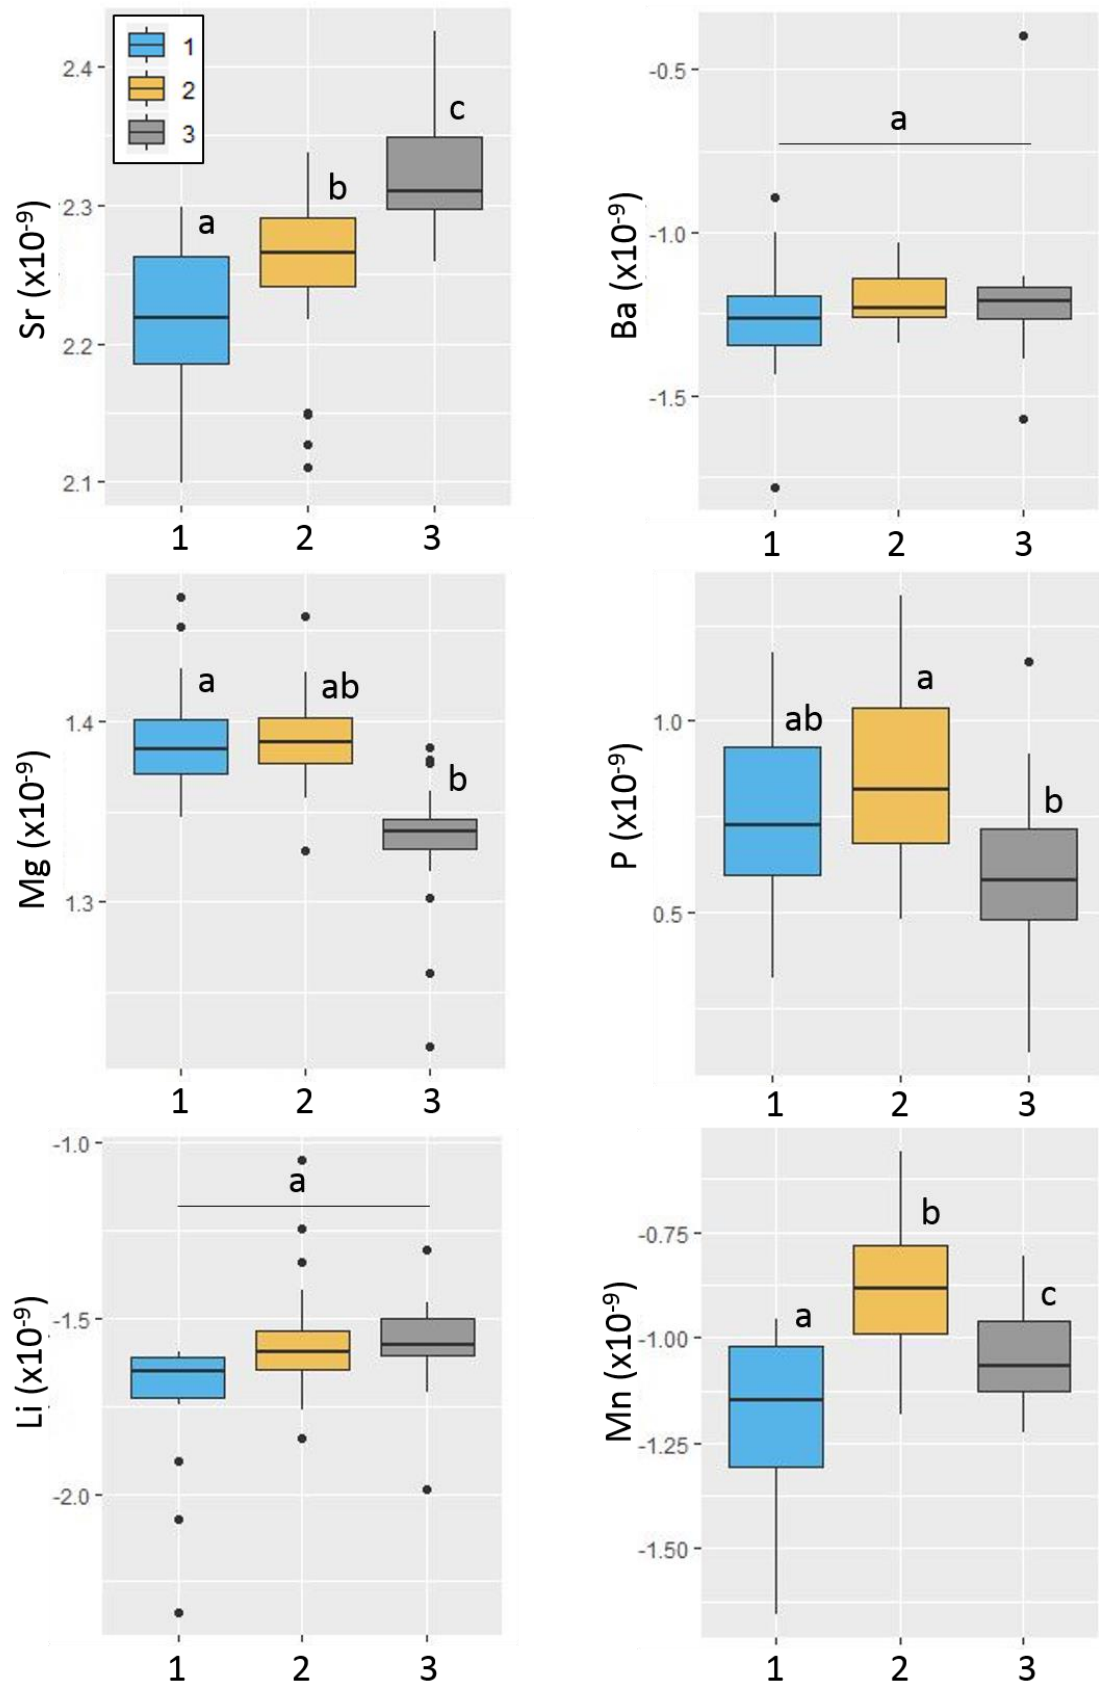 1
2
3
Sr (x10-9)
2.4
2.3
2.2
2.1
a
b
c
1 2 3
Ba (x10-9)
-0.5
-1.0
-1.5
a
1 2 3
Mg (x10-9)
1.4
1.3
a
ab
b
1 2 3
P (x10-9)
1.0
0.5
ab
a
b
1 2 3
Li (x10-9)
-1.0
-1.5
-2.0
a
1 2 3
Mn (x10-9)
-0.75
-1.00
-1.25
-1.50
a
b
c
1 2 3